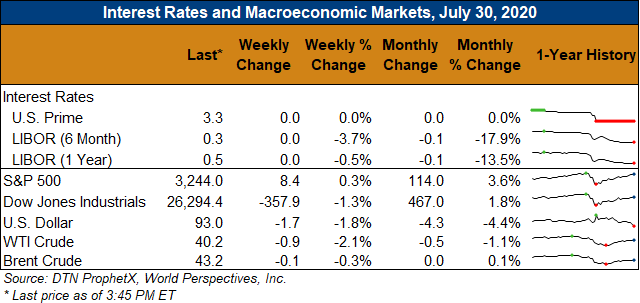 Interest Rates and Macroeconomic Markets, July 30, 2020
Last* Weekly Change Weekly % Change Monthly Change Monthly % Change 1-Year History
Interest Rates
U.S. Prime 3.3 0.0 0.0% 0.0 0.0%
LIBOR (6 Month) 0.3 0.0 -3.7% -0.1 -17.9%
LIBOR (1 Year) 0.5 0.0 -0.5% -0.1 -13.5%
S&P 500 3,244.0 8.4 0.3% 114.0 3.6%
Dow Jones Industrials 26,294.4 -357.9 -1.3% 467.0 1.8%
U.S. Dollar 93.0 -1.7 -1.8% -4.3 -4.4%
WTI Crude 40.2 -0.9 -2.1% -0.5 -1.1%
Brent Crude 43.2 -0.1 -0.3% 0.0 0.1%
Source: DTN ProphetX, World Perspectives, Inc.
* Last price as of 3:45 PM ET